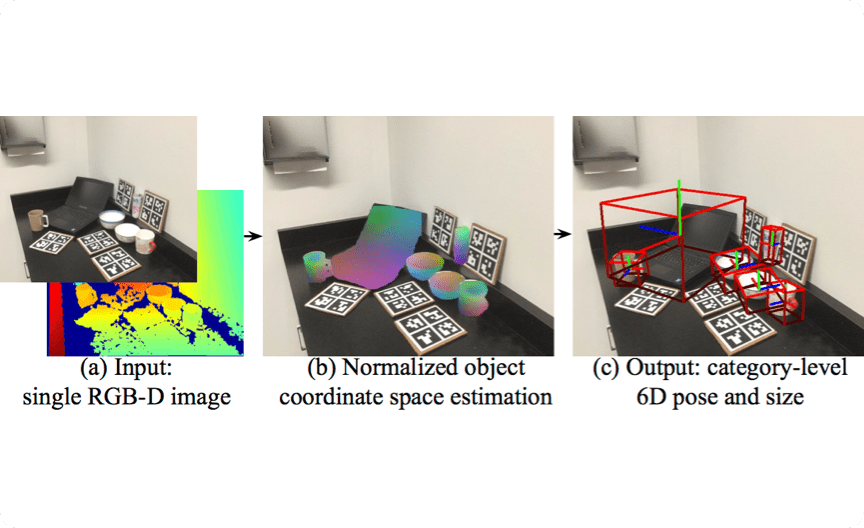 (a) Input:
single RGB-D image
(b) Normalized object
coordinate space estimation
(c) Output: category-level
6D pose and size